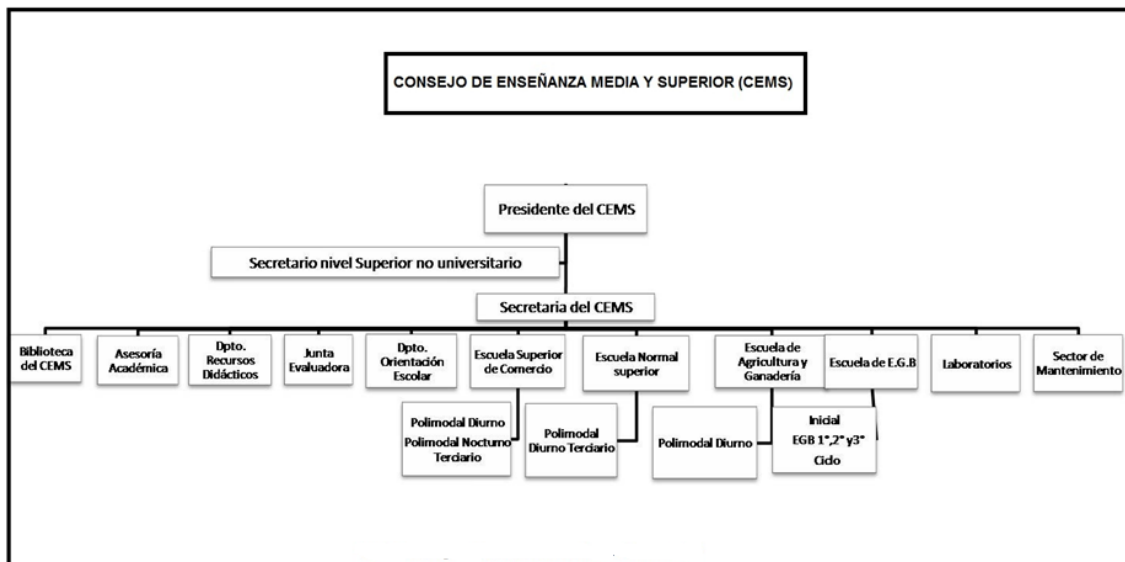 CONSEJO DE ENSEÑANZA MEDIA Y SUPERIOR (CEMS)
Presidente del CEMS
Secretario nivel Superior no universitario
Secretaria del CEMS
Biblioteca
del CEMS
Asesoría
Académica
Dpto.
Recursos
Didácticos
Junta
Evaluadora
Dpto.
Orientación
Escolar
Escuela Superior
de Comercio
Escuela Normal
superior
Escuela de
Agricultura y
Ganadería
Escuela de E.G.B
Laboratorios
Sector de
Mantenimiento
Polimodal Diurno
Polimodal Nocturno
Terciario
Polimodal
Diurno Terciario
Polimodal Diurno
Inicial
EGB 1°,2° y3°
Ciclo